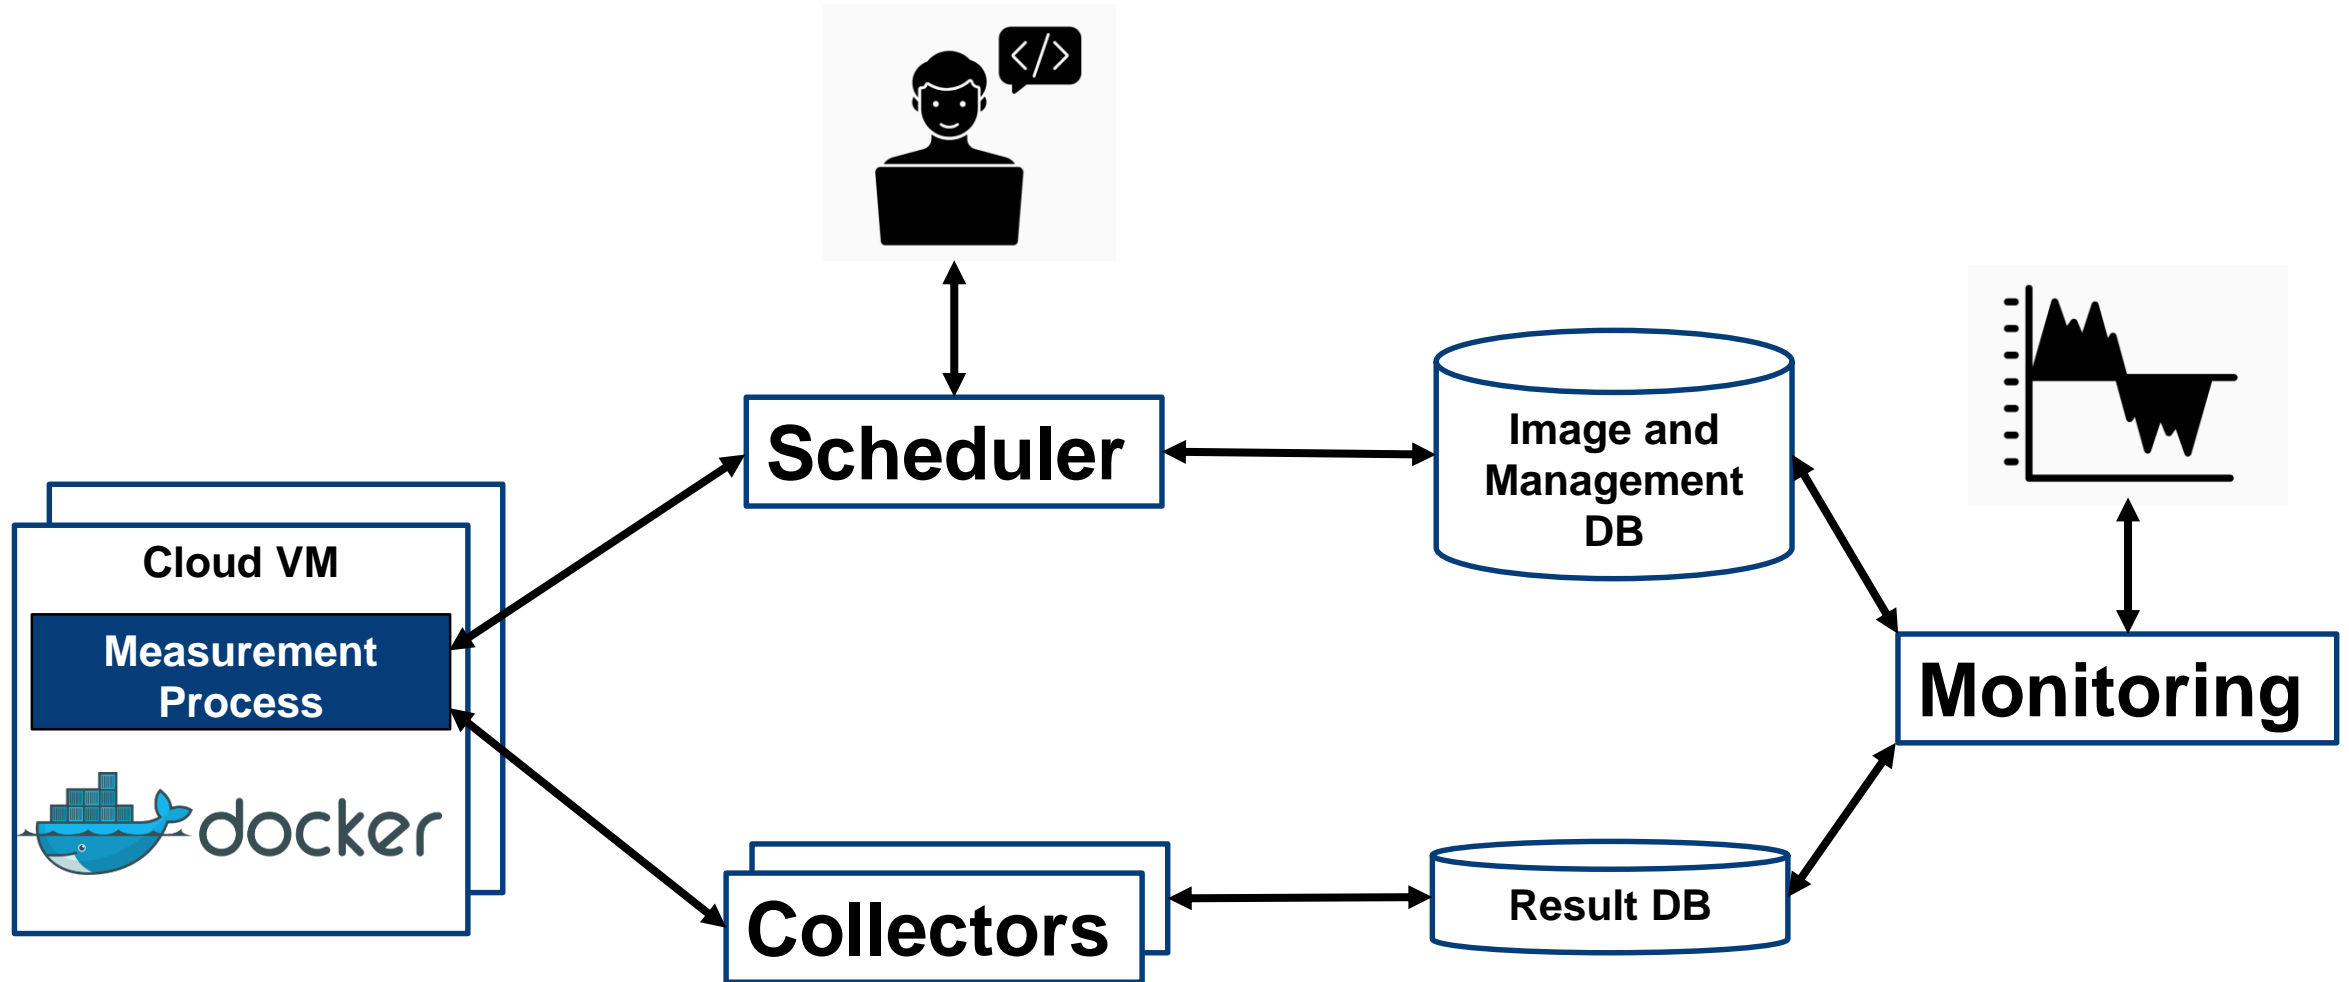 </>
Scheduler
Image and
Management
DB
Cloud VM
Measurement
Process
docker
Monitoring
Collectors
Result DB